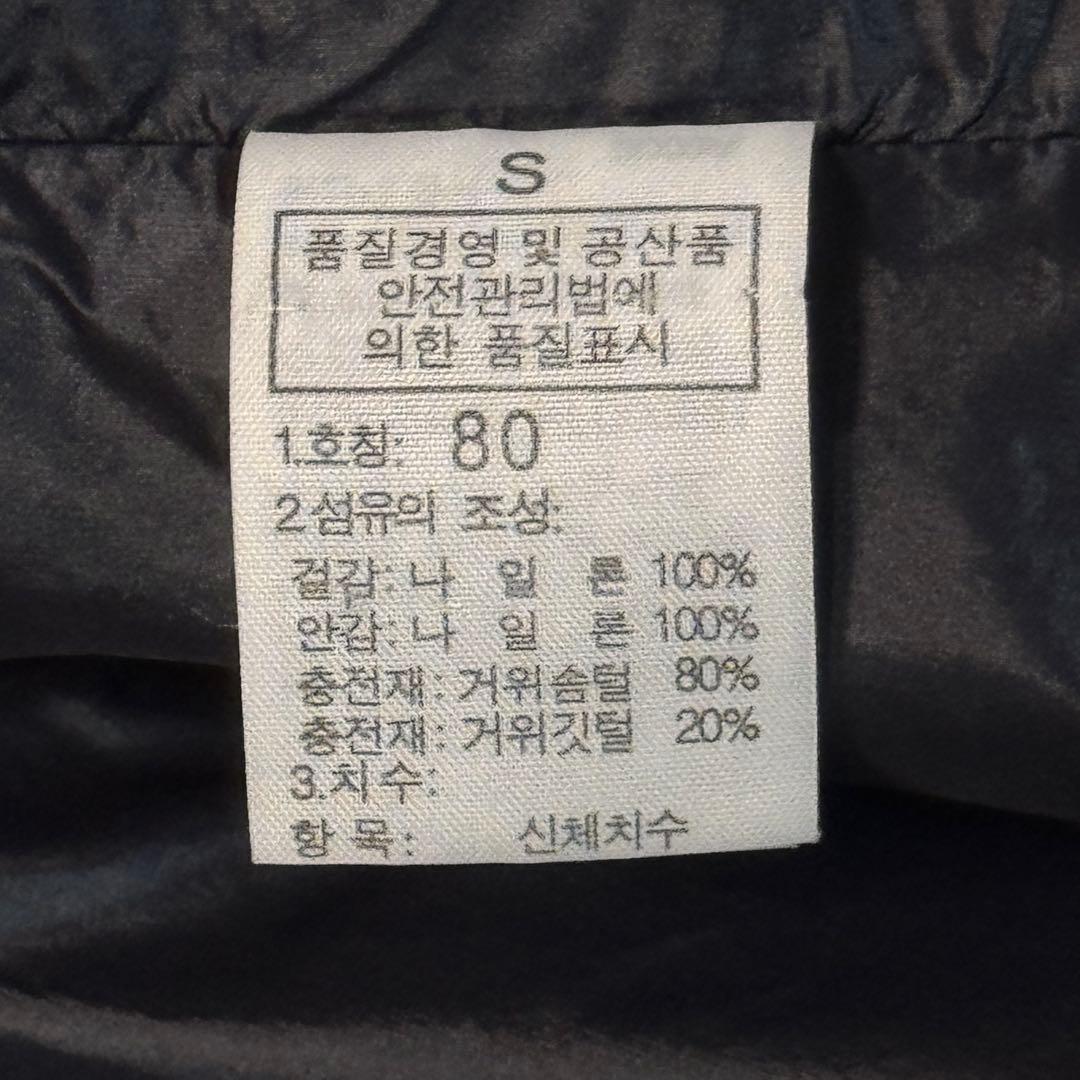 S
품질경영 및 공산품
안전관리법에
의한 품질표시
1.호칭: 80
2.섬유의 조성:
겉감: 나 일 론 100%
안감: 나 일 론 100%
충전재: 거위솜털 80%
충전재: 거위깃털 20%
3.치수:
항 목: 신체치수